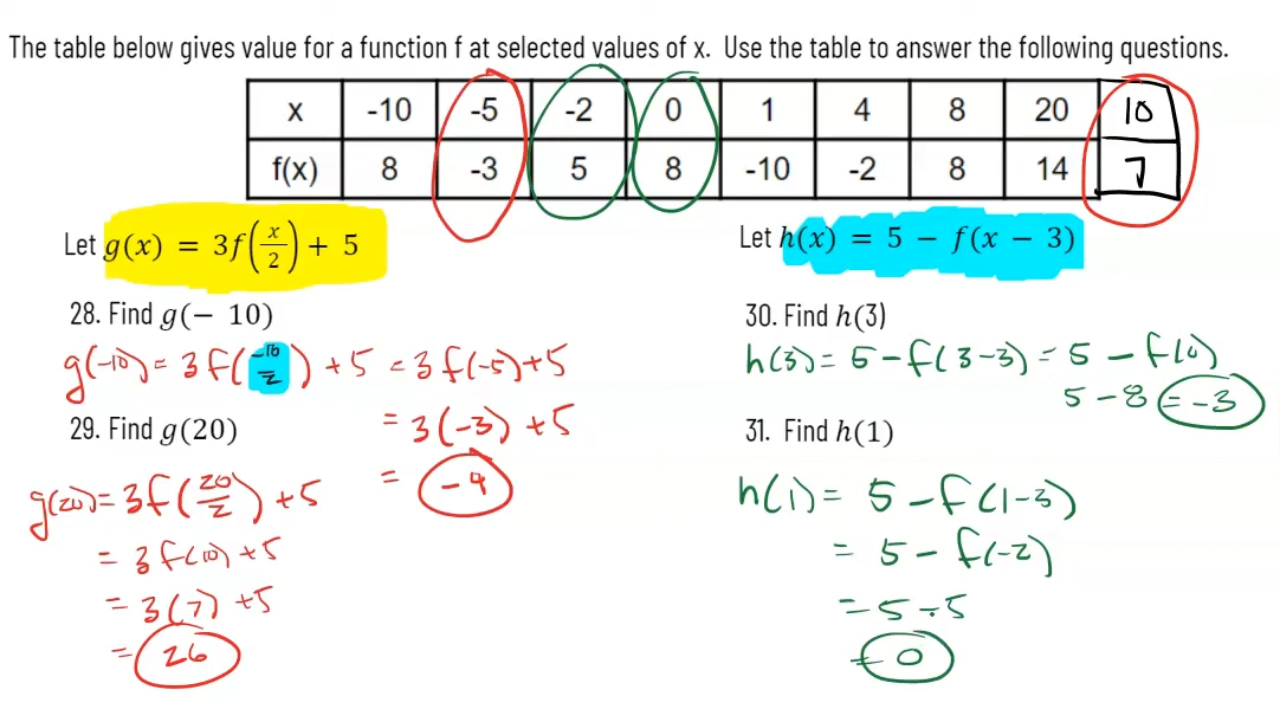 The table below gives value for a function f at selected values of x. Use the table to answer the following questions.
x -10 -5 -2 0 1 4 8 20 10
f(x) 8 -3 5 8 -10 -2 8 14 7
Let g(x) = 3f(x/2) + 5
28. Find g(− 10)
g(-10) = 3f(-10/2) + 5 = 3f(-5)+5
= 3(-3) + 5
= -4
29. Find g(20)
g(20) = 3f(20/2) + 5
= 3f(10) + 5
= 3(7) + 5
= 26
Let h(x) = 5 − f(x − 3)
30. Find h(3)
h(3) = 5 - f(3-3) = 5 - f(0)
5 - 8 = -3
31. Find h(1)
h(1) = 5 - f(1-3)
= 5 - f(-2)
= 5 - 5
= 0